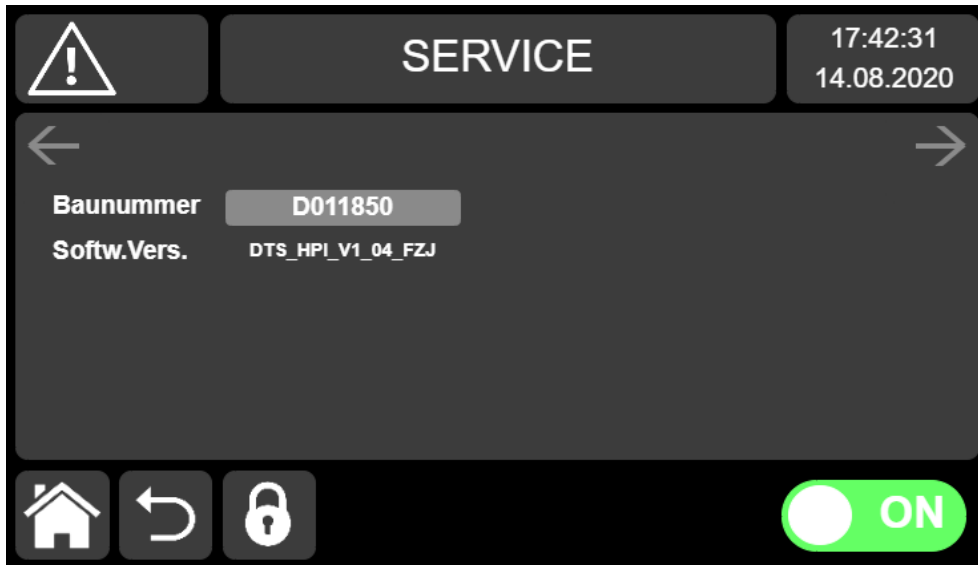 SERVICE
17:42:31
14.08.2020
Baunummer D011850
Softw.Vers. DTS_HPI_V1_04_FZJ
ON